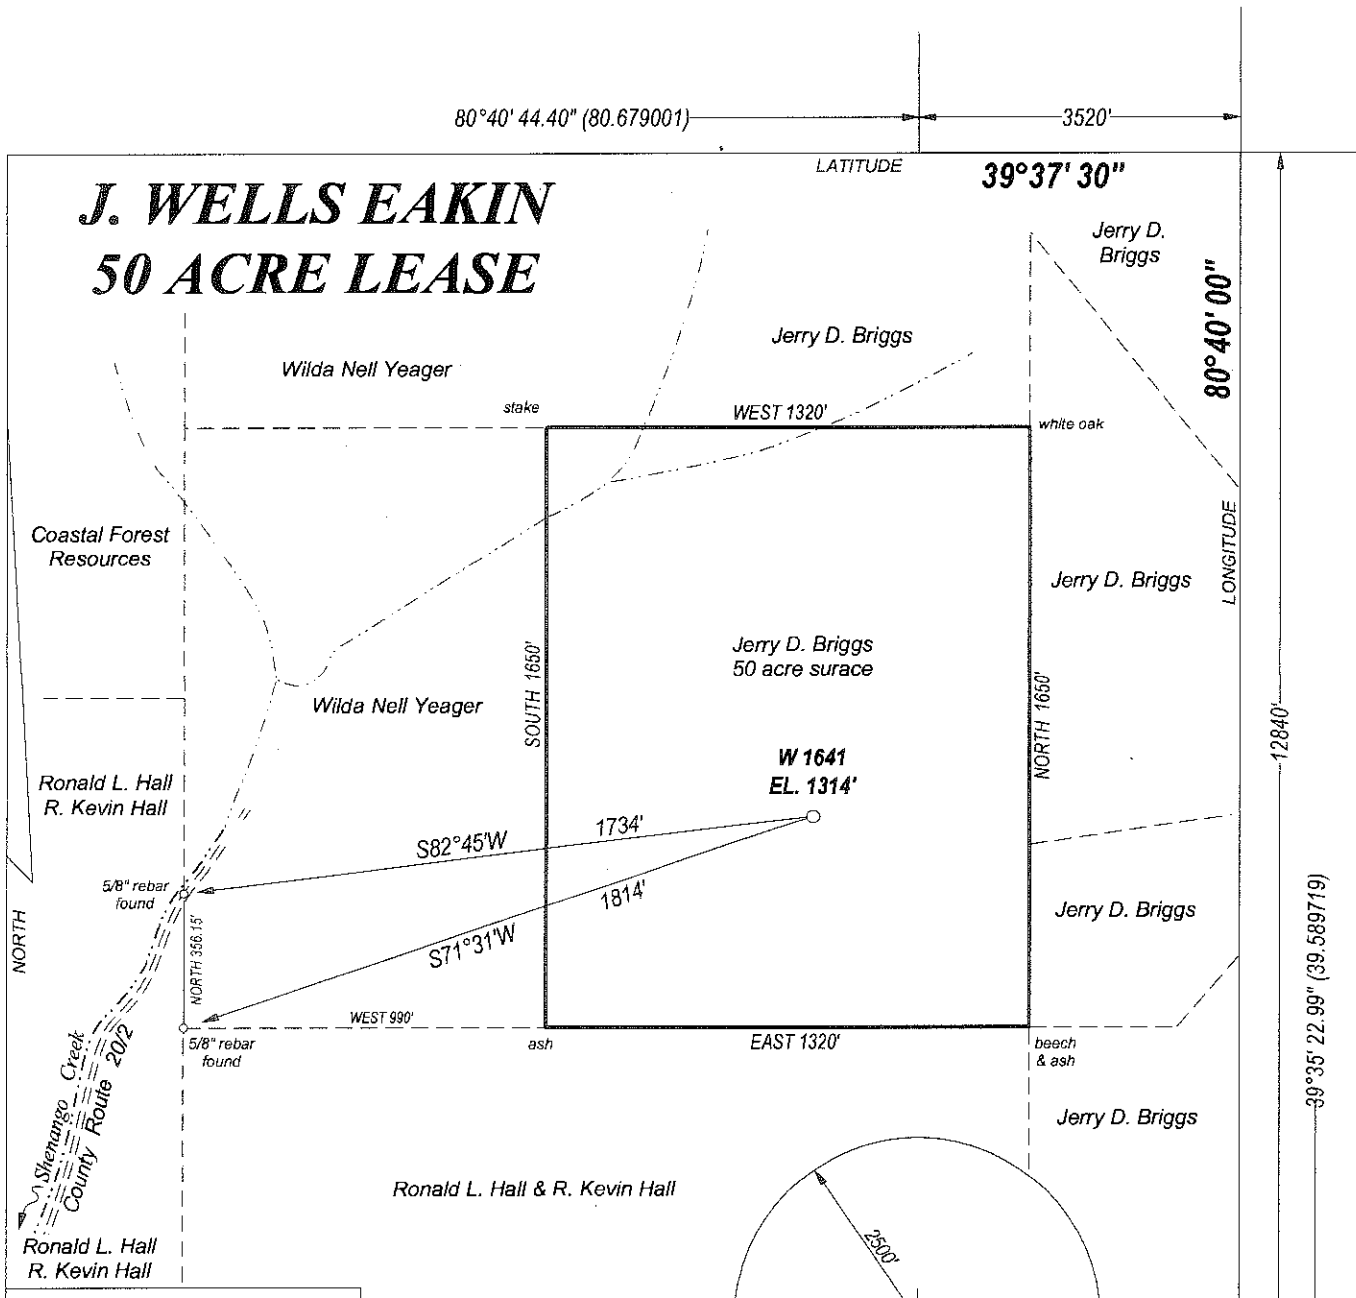 80°40' 44.40" (80.679001)
3520'
LATITUDE
39°37' 30"
J. WELLS EAKIN
50 ACRE LEASE
Jerry D.
Briggs
80°40' 00"
LONGITUDE
Jerry D. Briggs
Wilda Nell Yeager
stake
WEST 1320'
white oak
Coastal Forest
Resources
Jerry D. Briggs
Jerry D. Briggs
50 acre surace
SOUTH 1650'
NORTH 1650'
12840'
Wilda Nell Yeager
W 1641
EL. 1314'
Ronald L. Hall
R. Kevin Hall
S82°45'W
1734'
5/8" rebar
found
1814'
S71°31'W
Jerry D. Briggs
NORTH
NORTH 356.15'
39°35' 22.99" (39.589719)
WEST 990'
5/8" rebar
found
ash
EAST 1320'
beech
& ash
Shenango Creek
County Route 20/2
Jerry D. Briggs
Ronald L. Hall & R. Kevin Hall
2500'
Ronald L. Hall
R. Kevin Hall